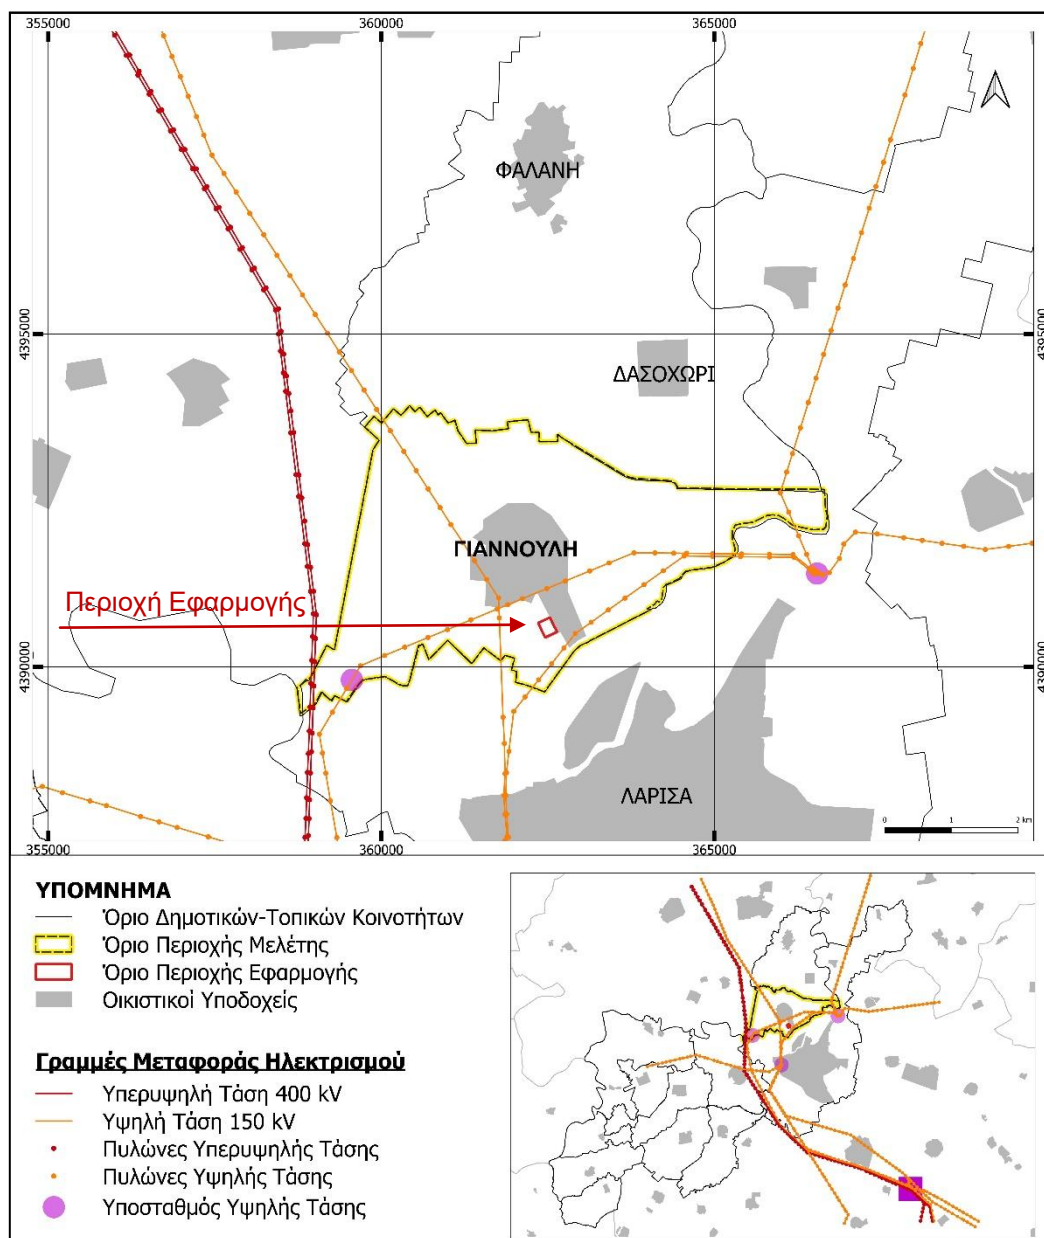 355000
360000
365000
ΦΑΛΑΝΗ
4395000
4395000
ΔΑΣΟΧΩΡΙ
ΓΙΑΝΝΟΥΛΗ
Περιοχή Εφαρμογής
4390000
4390000
ΛΑΡΙΣΑ
0 1 2 km
355000
360000
365000
ΥΠΟΜΝΗΜΑ
Όριο Δημοτικών-Τοπικών Κοινοτήτων
Όριο Περιοχής Μελέτης
Όριο Περιοχής Εφαρμογής
Οικιστικοί Υποδοχείς
Γραμμές Μεταφοράς Ηλεκτρισμού
Υπερυψηλή Τάση 400 kV
Υψηλή Τάση 150 kV
Πυλώνες Υπερυψηλής Τάσης
Πυλώνες Υψηλής Τάσης
Υποσταθμός Υψηλής Τάσης